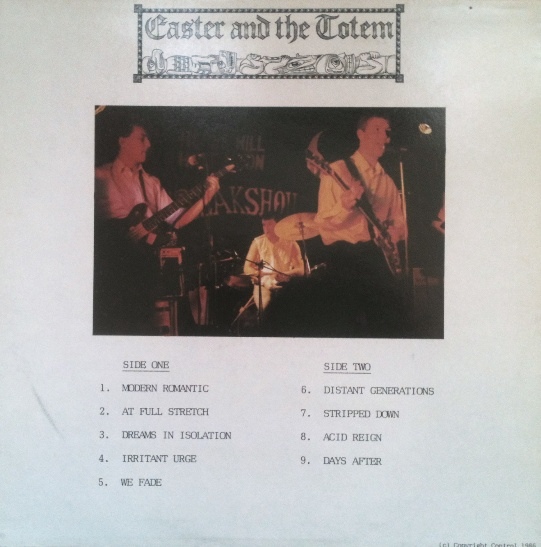 Easter and the Totem
HILL
AKSHOW
SIDE ONE
1. MODERN ROMANTIC
2. AT FULL STRETCH
3. DREAMS IN ISOLATION
4. IRRITANT URGE
5. WE FADE
SIDE TWO
6. DISTANT GENERATIONS
7. STRIPPED DOWN
8. ACID REIGN
9. DAYS AFTER
(c) Copyright Control 1986